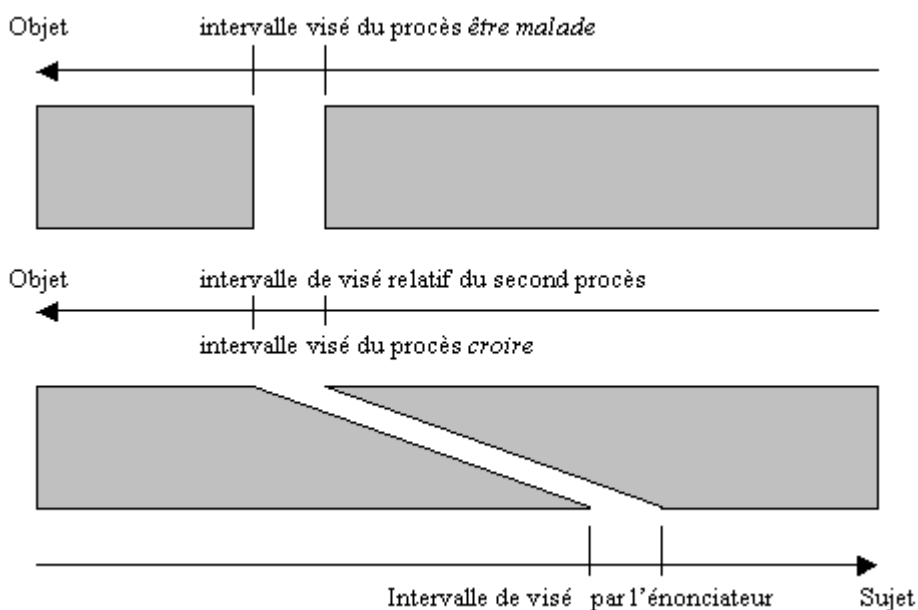 Objet intervalle visé du procès être malade
Objet intervalle de visé relatif du second procès
intervalle visé du procès croire
Intervalle de visé par l'énonciateur Sujet